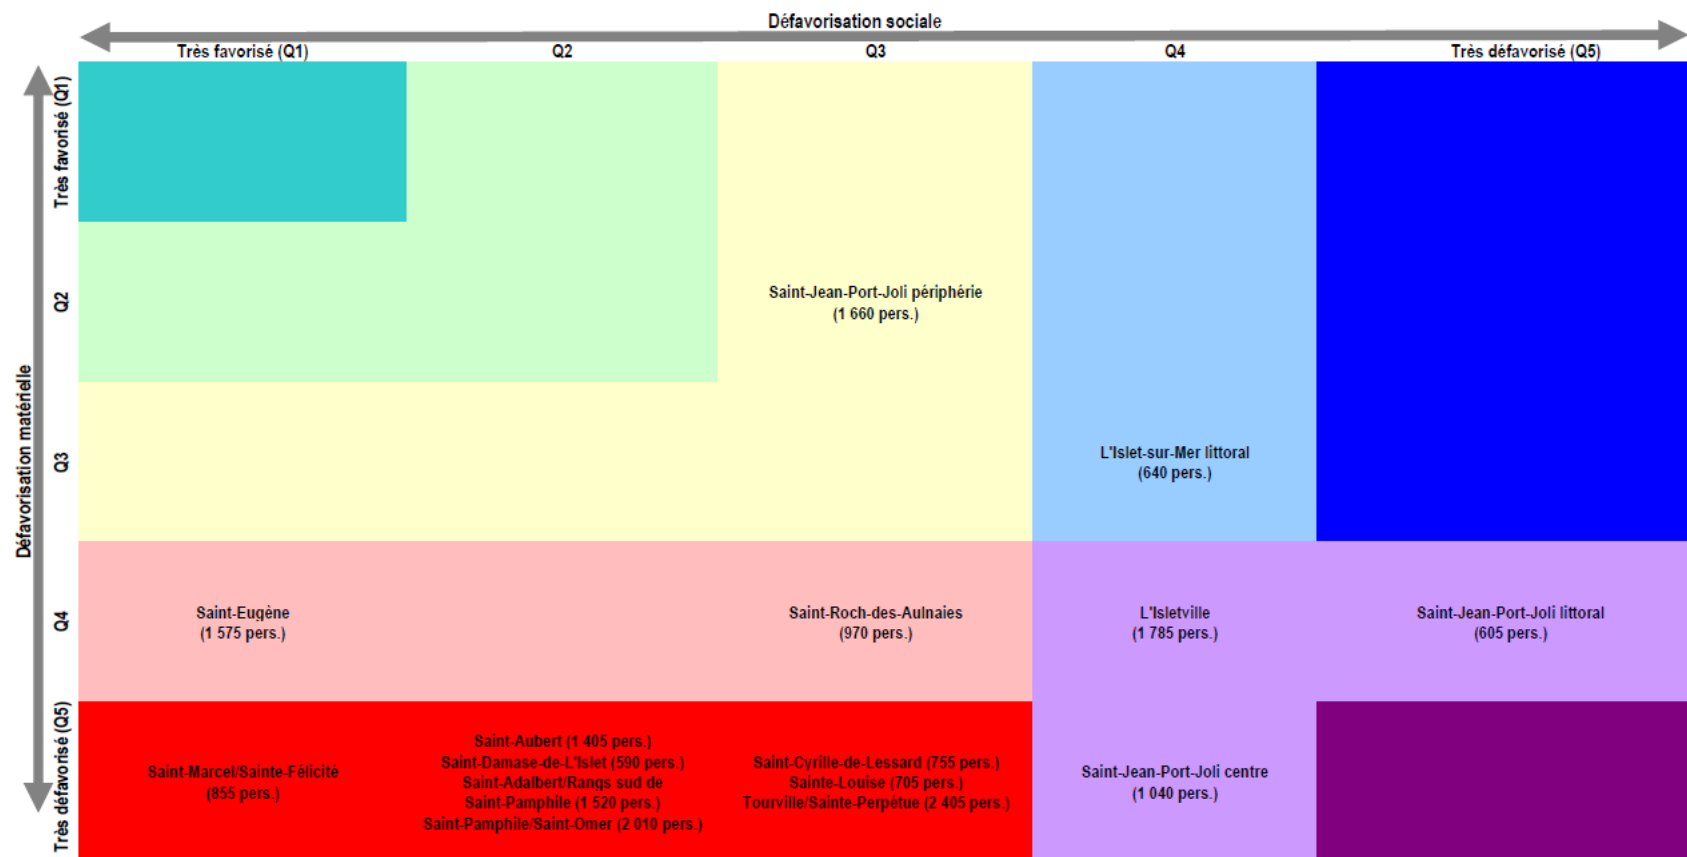 Défavorisation sociale
Très favorisé (Q1)
Q2
Q3
Q4
Très défavorisé (Q5)
Défavorisation matérielle
Très favorisé (Q1)
Q2
Saint-Jean-Port-Joli périphérie
(1 660 pers.)
Q3
L'Islet-sur-Mer littoral
(640 pers.)
Q4
Saint-Eugène
(1 575 pers.)
Saint-Roch-des-Aulnaies
(970 pers.)
L'Isletville
(1 785 pers.)
Saint-Jean-Port-Joli littoral
(605 pers.)
Très défavorisé (Q5)
Saint-Marcel/Sainte-Félicité
(855 pers.)
Saint-Aubert (1 405 pers.)
Saint-Damase-de-L'Islet (590 pers.)
Saint-Adalbert/Rangs sud de
Saint-Pamphile (1 520 pers.)
Saint-Pamphile/Saint-Omer (2 010 pers.)
Saint-Cyrille-de-Lessard (755 pers.)
Sainte-Louise (705 pers.)
Tourville/Sainte-Perpétue (2 405 pers.)
Saint-Jean-Port-Joli centre
(1 040 pers.)